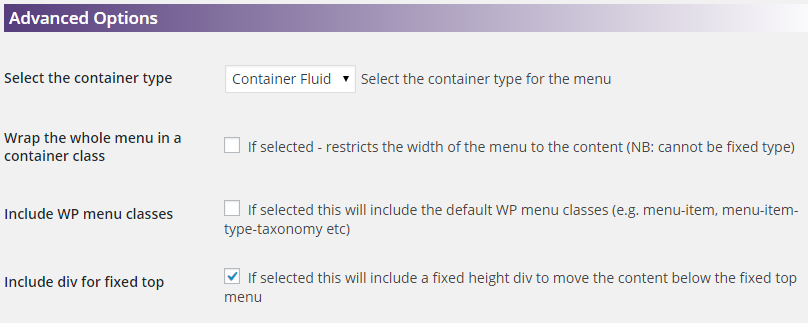 Advanced Options
Select the container type
Container Fluid Select the container type for the menu
Wrap the whole menu in a
container class
If selected - restricts the width of the menu to the content (NB: cannot be fixed type)
Include WP menu classes
If selected this will include the default WP menu classes (e.g. menu-item, menu-item-
type-taxonomy etc)
Include div for fixed top
If selected this will include a fixed height div to move the content below the fixed top
menu